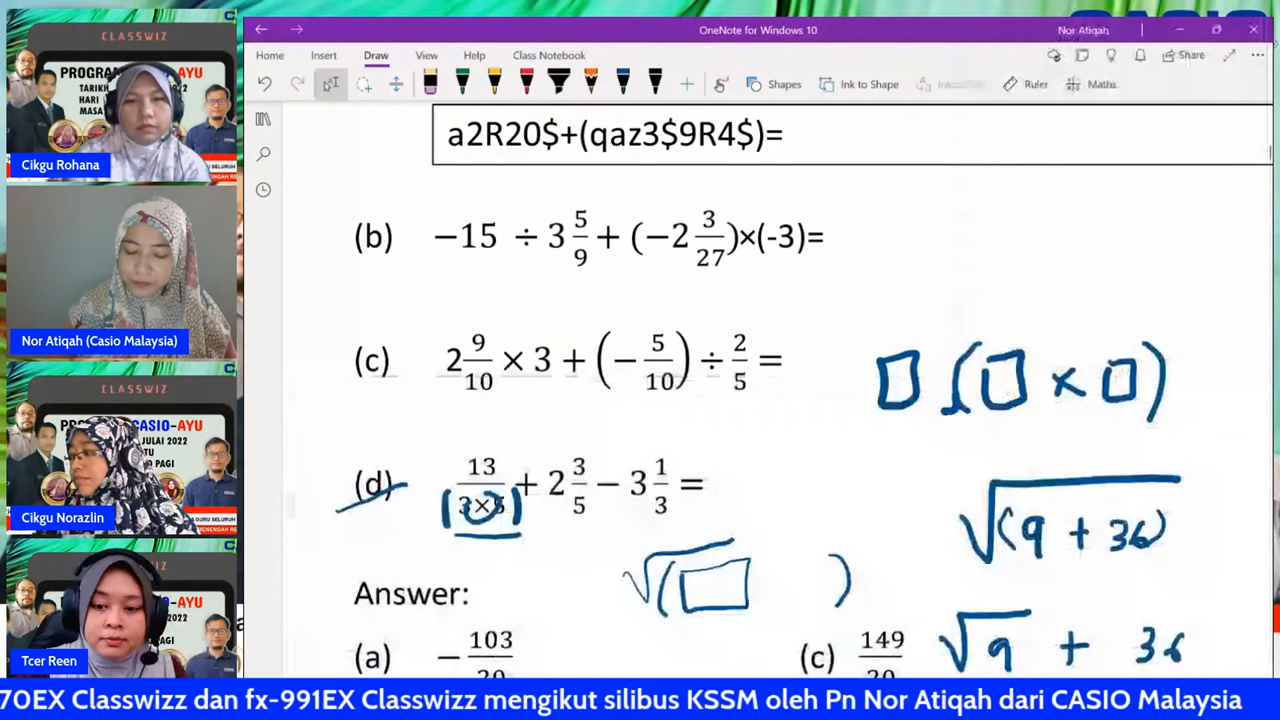 CLASSWIZ
PROGRAM
-AYU
TARIKH
2022
HARI
MASA
Cikgu Rohana
Nor Atiqah (Casio Malaysia)
CLASSWIZ
CASIO-AYU
JULAI 2022
PAGI
Cikgu Norazlin
Tcer Reen
OneNote for Windows 10
Nor Atiqah
Home Insert Draw View Help Class Notebook
Share
Shapes Ink to Shape Ruler Maths
a2R20$+(qaz3$9R4$)=
(b) −15 ÷ 3 5/9 + (−2 3/27)×(-3)=
(c) 2 9/10 × 3 + (− 5/10) ÷ 2/5 =
(d) 13/3×5 + 2 3/5 − 3 1/3 =
□ (□ × □)
√(9 + 36)
√(□ )
√9 + 36
Answer:
(a) − 103/20
(c) 149/20
70EX Classwizz dan fx-991EX Classwizz mengikut silibus KSSM oleh Pn Nor Atiqah dari CASIO Malaysia